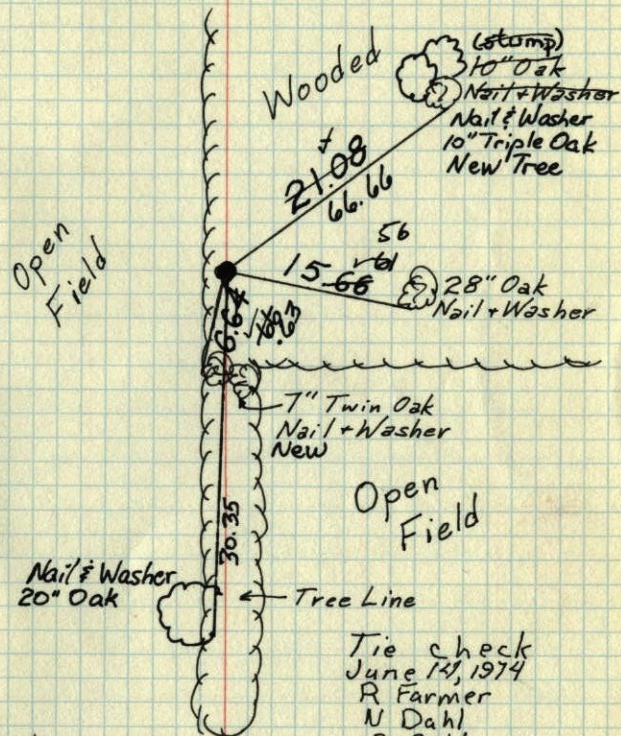 Wooded
(stump)
10" Oak
Nail + Washer
Nail & Washer
10" Triple Oak
New Tree
21.08
66.66
Open
Field
56
61
15.66
28" Oak
Nail + Washer
6.64
.63
7" Twin Oak
Nail + Washer
New
Open
Field
30.35
Nail & Washer
20" Oak
Tree Line
Tie check
June 14, 1974
R Farmer
N Dahl